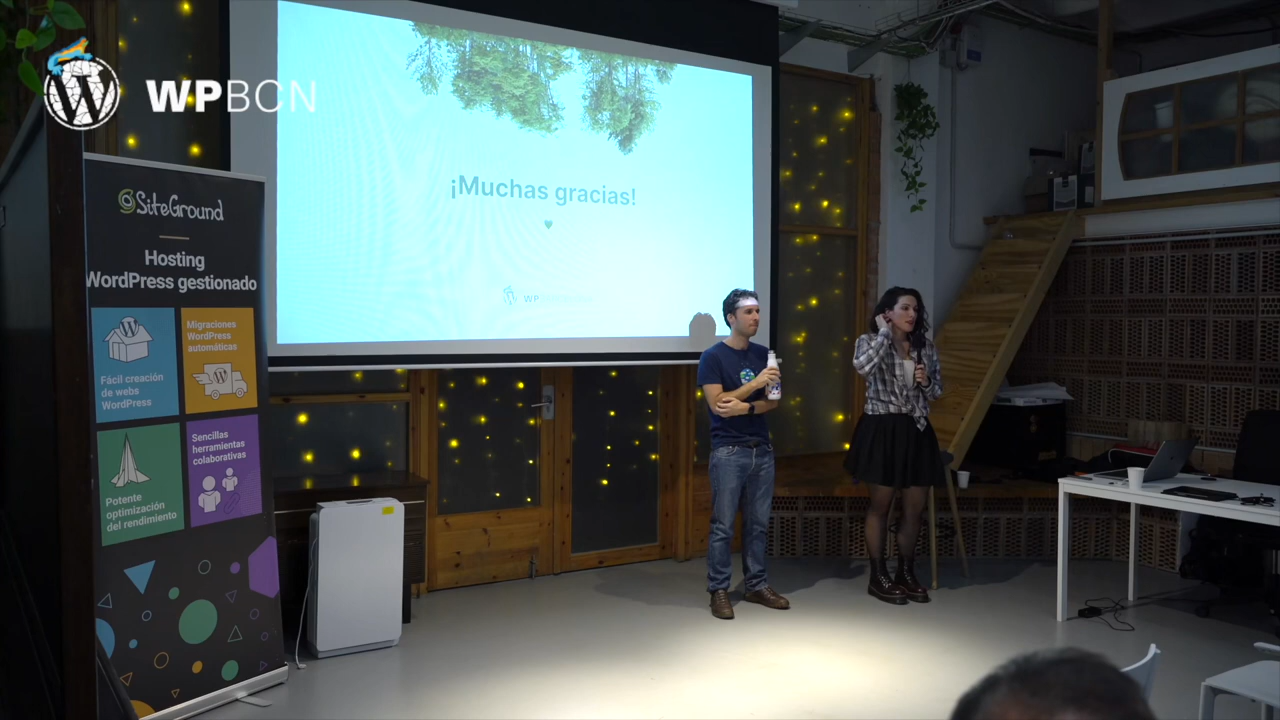 WPBCN
SiteGround
Hosting
WordPress gestionado
Fácil creación
de webs
WordPress
Migraciones
WordPress
automáticas
Potente
optimización
del rendimiento
Sencillas
herramientas
colaborativas
¡Muchas gracias!
WP